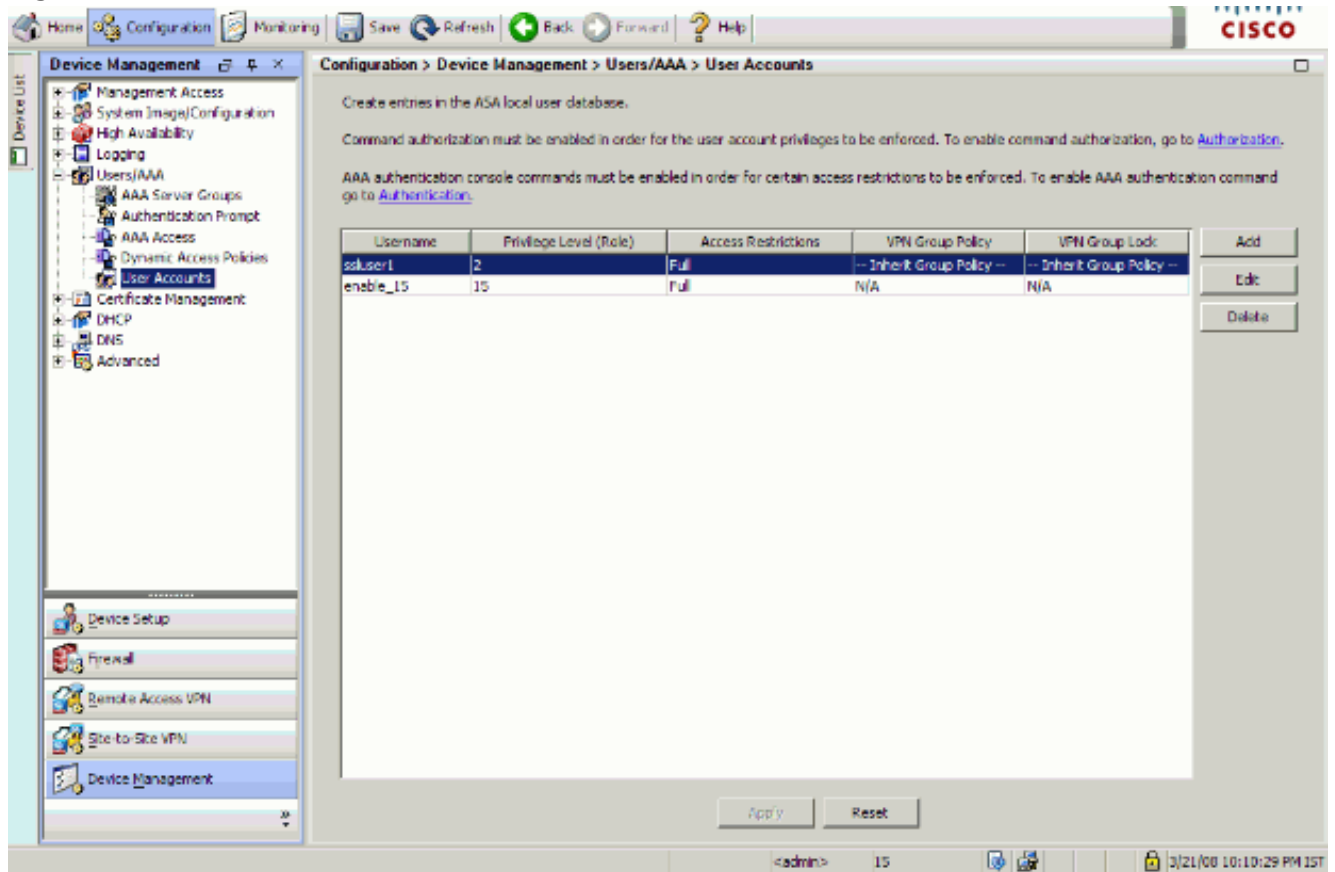 Home Configuration Monitoring Save Refresh Back Forward Help
CISCO
Device List
Device Management
Management Access
System Image/Configuration
High Availability
Logging
Users/AAA
AAA Server Groups
Authentication Prompt
AAA Access
Dynamic Access Policies
User Accounts
Certificate Management
DHCP
DNS
Advanced
Device Setup
Firewall
Remote Access VPN
Site-to-Site VPN
Device Management
Configuration > Device Management > Users/AAA > User Accounts
Create entries in the ASA local user database.
Command authorization must be enabled in order for the user account privileges to be enforced. To enable command authorization, go to Authorization.
AAA authentication console commands must be enabled in order for certain access restrictions to be enforced. To enable AAA authentication command
go to Authentication.
Username Privilege Level (Role) Access Restrictions VPN Group Policy VPN Group Lock
ssluser1 2 Full -- Inherit Group Policy -- -- Inherit Group Policy --
enable_15 15 Full N/A N/A
Add
Edit
Delete
Apply Reset
<admin> 15 3/21/08 10:10:29 PM IST